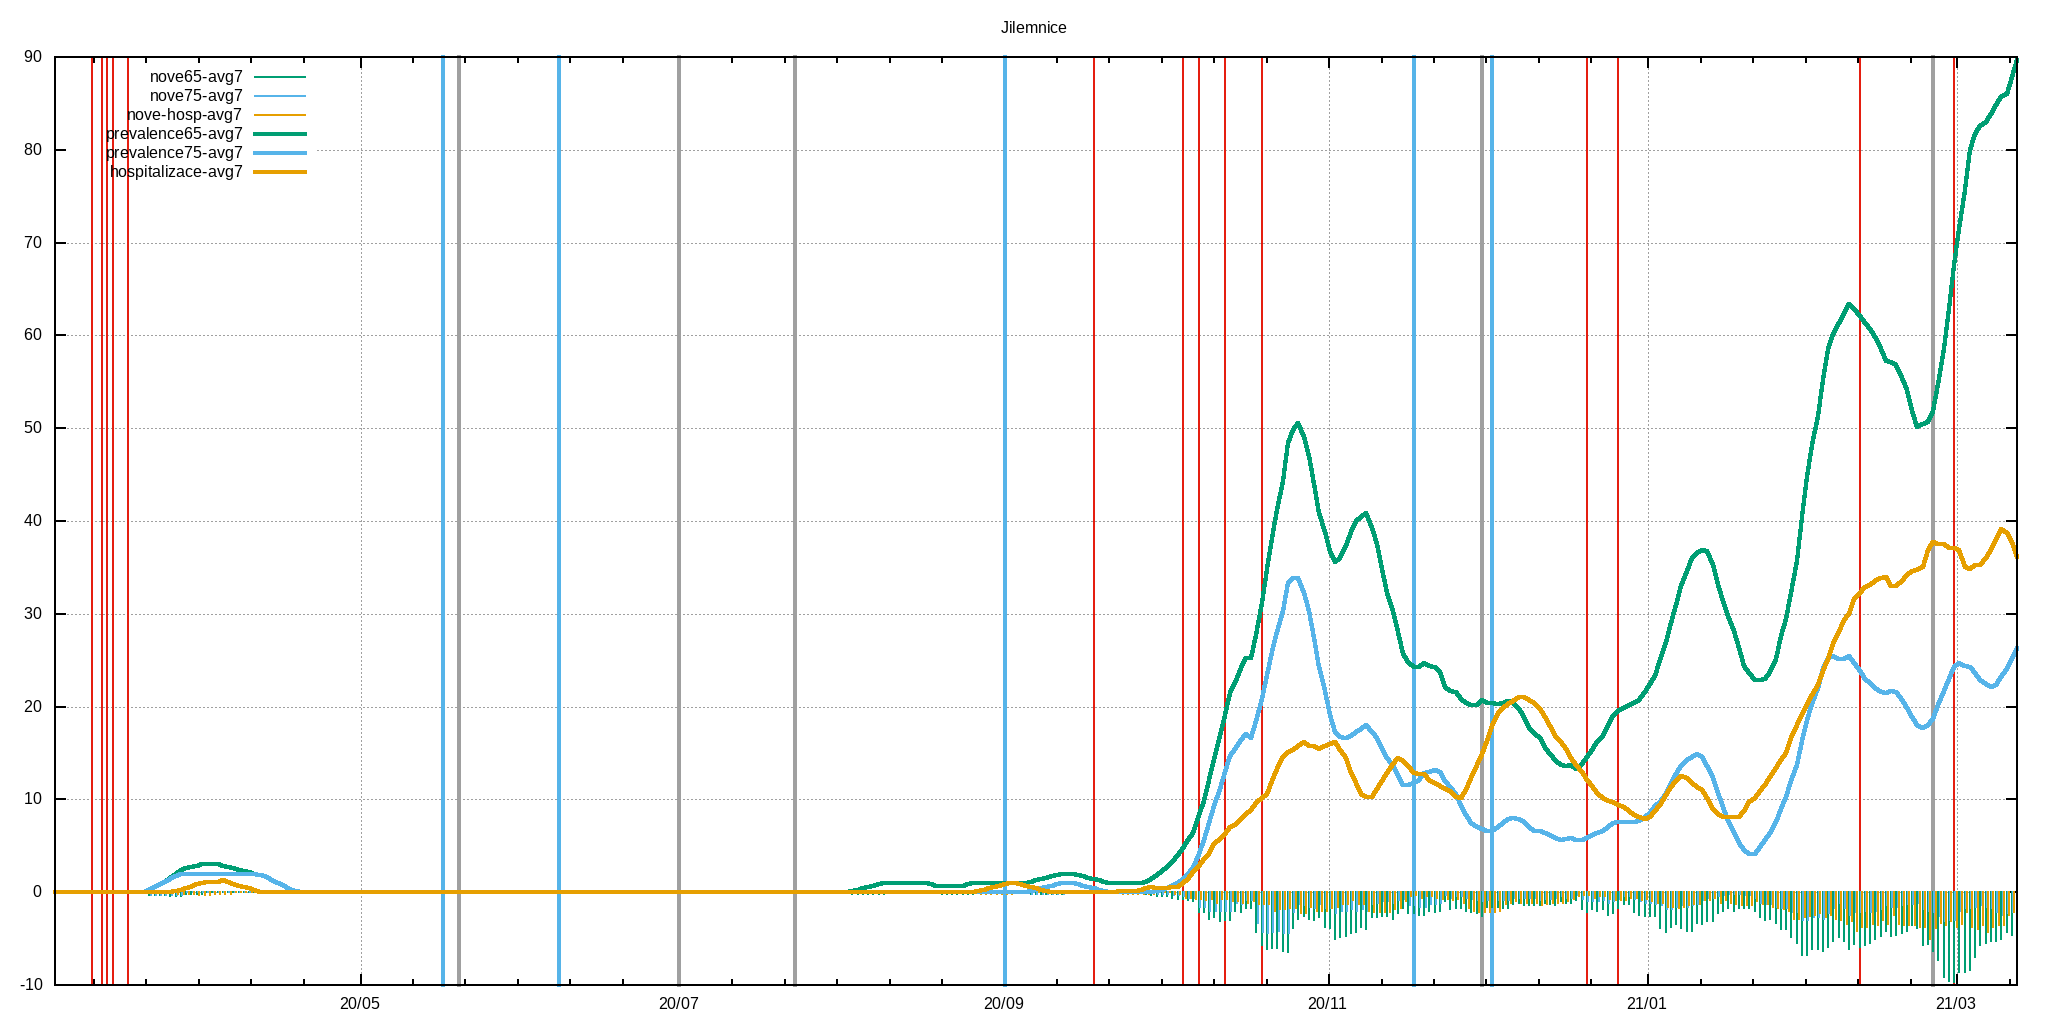 Jilemnice
90
80
70
60
50
40
30
20
10
0
-10
nove65-avg7
nove75-avg7
nove-hosp-avg7
prevalence65-avg7
prevalence75-avg7
hospitalizace-avg7
20/05 20/07 20/09 20/11 21/01 21/03